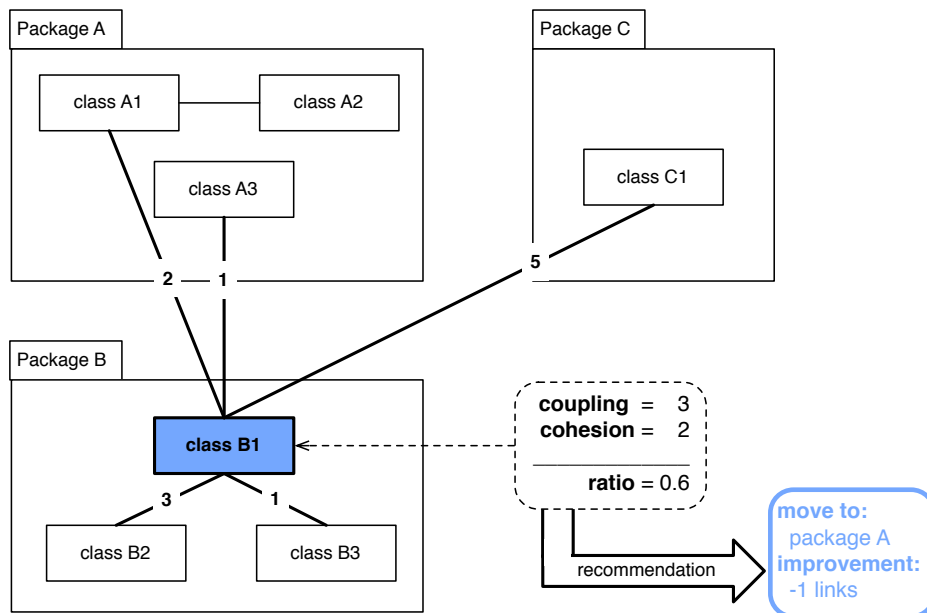 Package A
Package C
class A1
class A2
class A3
class C1
5
2
1
Package B
class B1
coupling = 3
cohesion = 2
ratio = 0.6
3
1
class B2
class B3
recommendation
move to:
package A
improvement:
-1 links